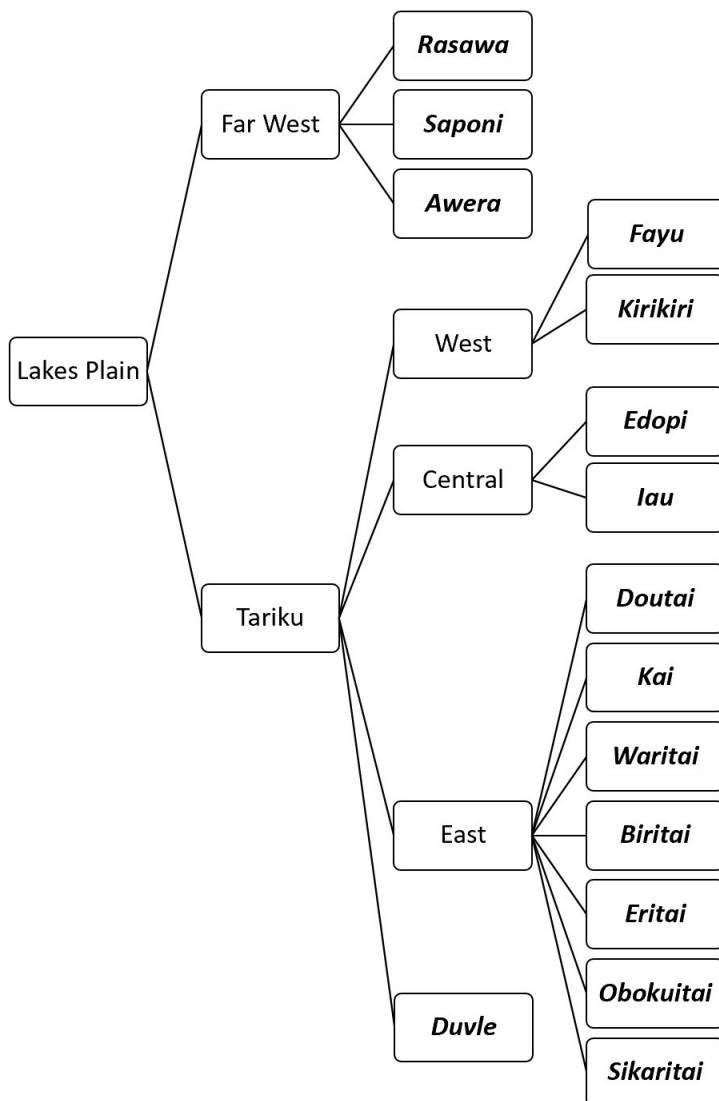 Lakes Plain
Far West
Rasawa
Saponi
Awera
Tariku
West
Fayu
Kirikiri
Central
Edopi
Iau
East
Doutai
Kai
Waritai
Biritai
Eritai
Obokuitai
Sikaritai
Duvle